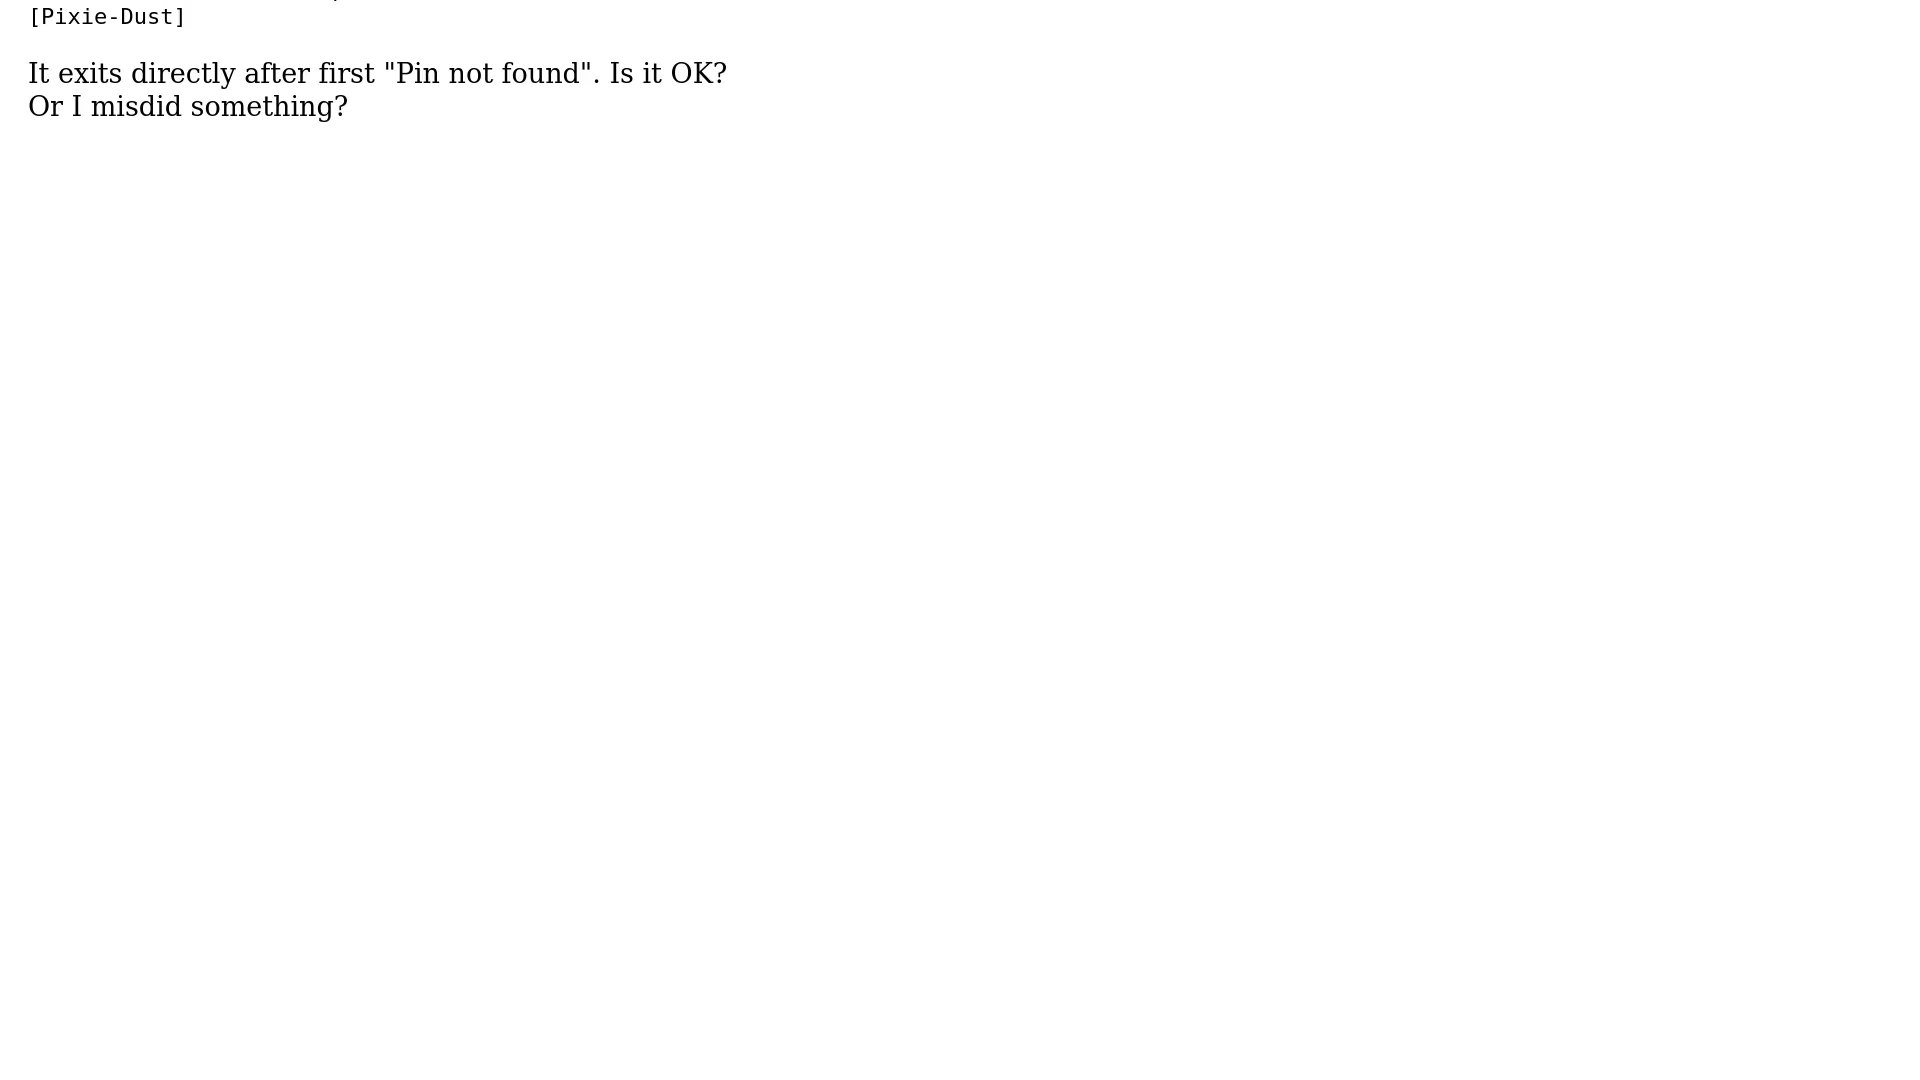 [Pixie-Dust]
It exits directly after first "Pin not found". Is it OK?
Or I misdid something?